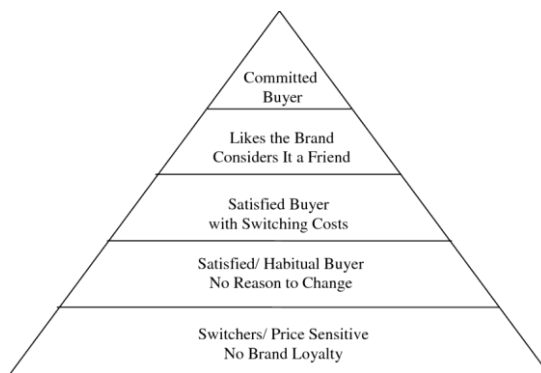 Committed
Buyer
Likes the Brand
Considers It a Friend
Satisfied Buyer
with Switching Costs
Satisfied/ Habitual Buyer
No Reason to Change
Switchers/ Price Sensitive
No Brand Loyalty